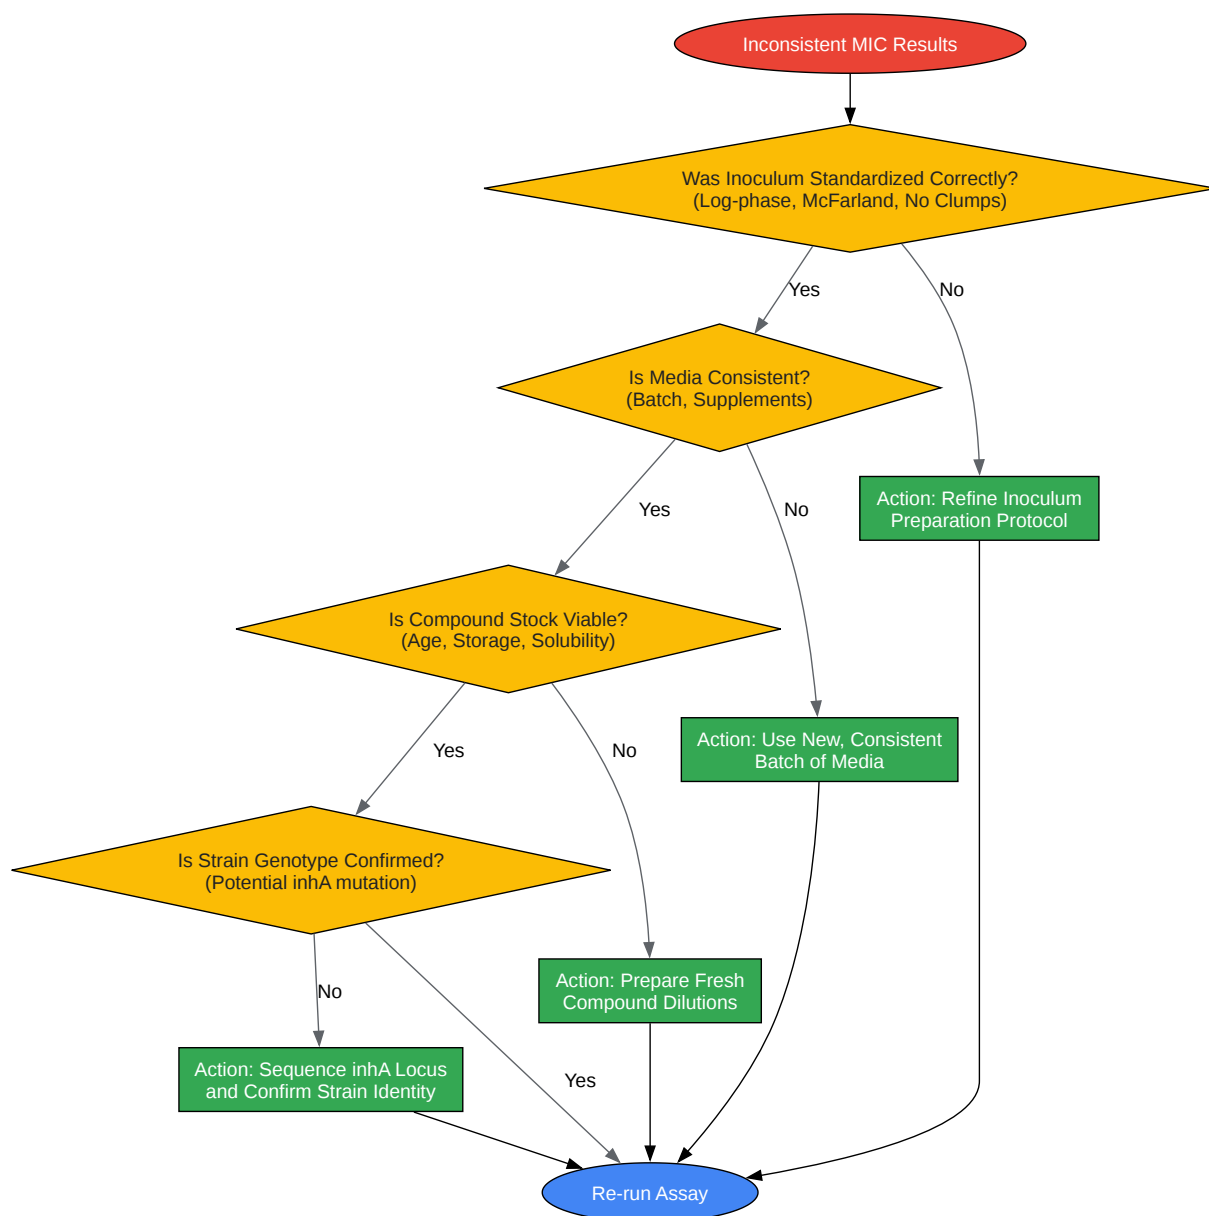 Inconsistent MIC Results
Was Inoculum Standardized Correctly?
(Log-phase, McFarland, No Clumps)
Yes
No
Is Media Consistent?
(Batch, Supplements)
Action: Refine Inoculum
Preparation Protocol
Yes
No
Is Compound Stock Viable?
(Age, Storage, Solubility)
Action: Use New, Consistent
Batch of Media
Yes
No
Is Strain Genotype Confirmed?
(Potential inhA mutation)
Action: Prepare Fresh
Compound Dilutions
No
Yes
Action: Sequence inhA Locus
and Confirm Strain Identity
Re-run Assay